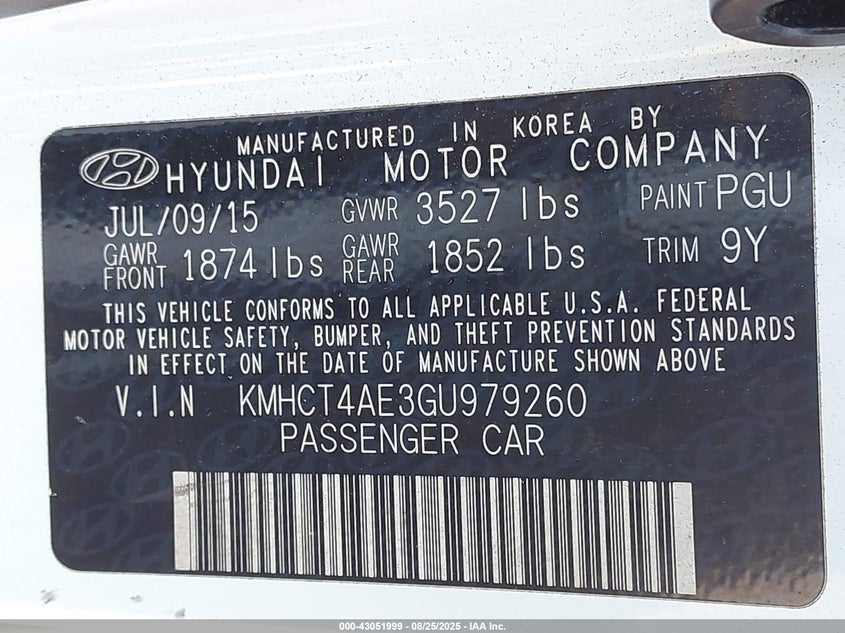 MANUFACTURED IN KOREA BY
HYUNDAI MOTOR COMPANY
JUL/09/15 GVWR 3527 lbs PAINT PGU
GAWR FRONT 1874 lbs GAWR REAR 1852 lbs TRIM 9Y
THIS VEHICLE CONFORMS TO ALL APPLICABLE U.S.A. FEDERAL
MOTOR VEHICLE SAFETY, BUMPER, AND THEFT PREVENTION STANDARDS
IN EFFECT ON THE DATE OF MANUFACTURE SHOWN ABOVE
V.I.N KMHCT4AE3GU979260
PASSENGER CAR
000-43051999 - 08/25/2025 - IAA Inc.